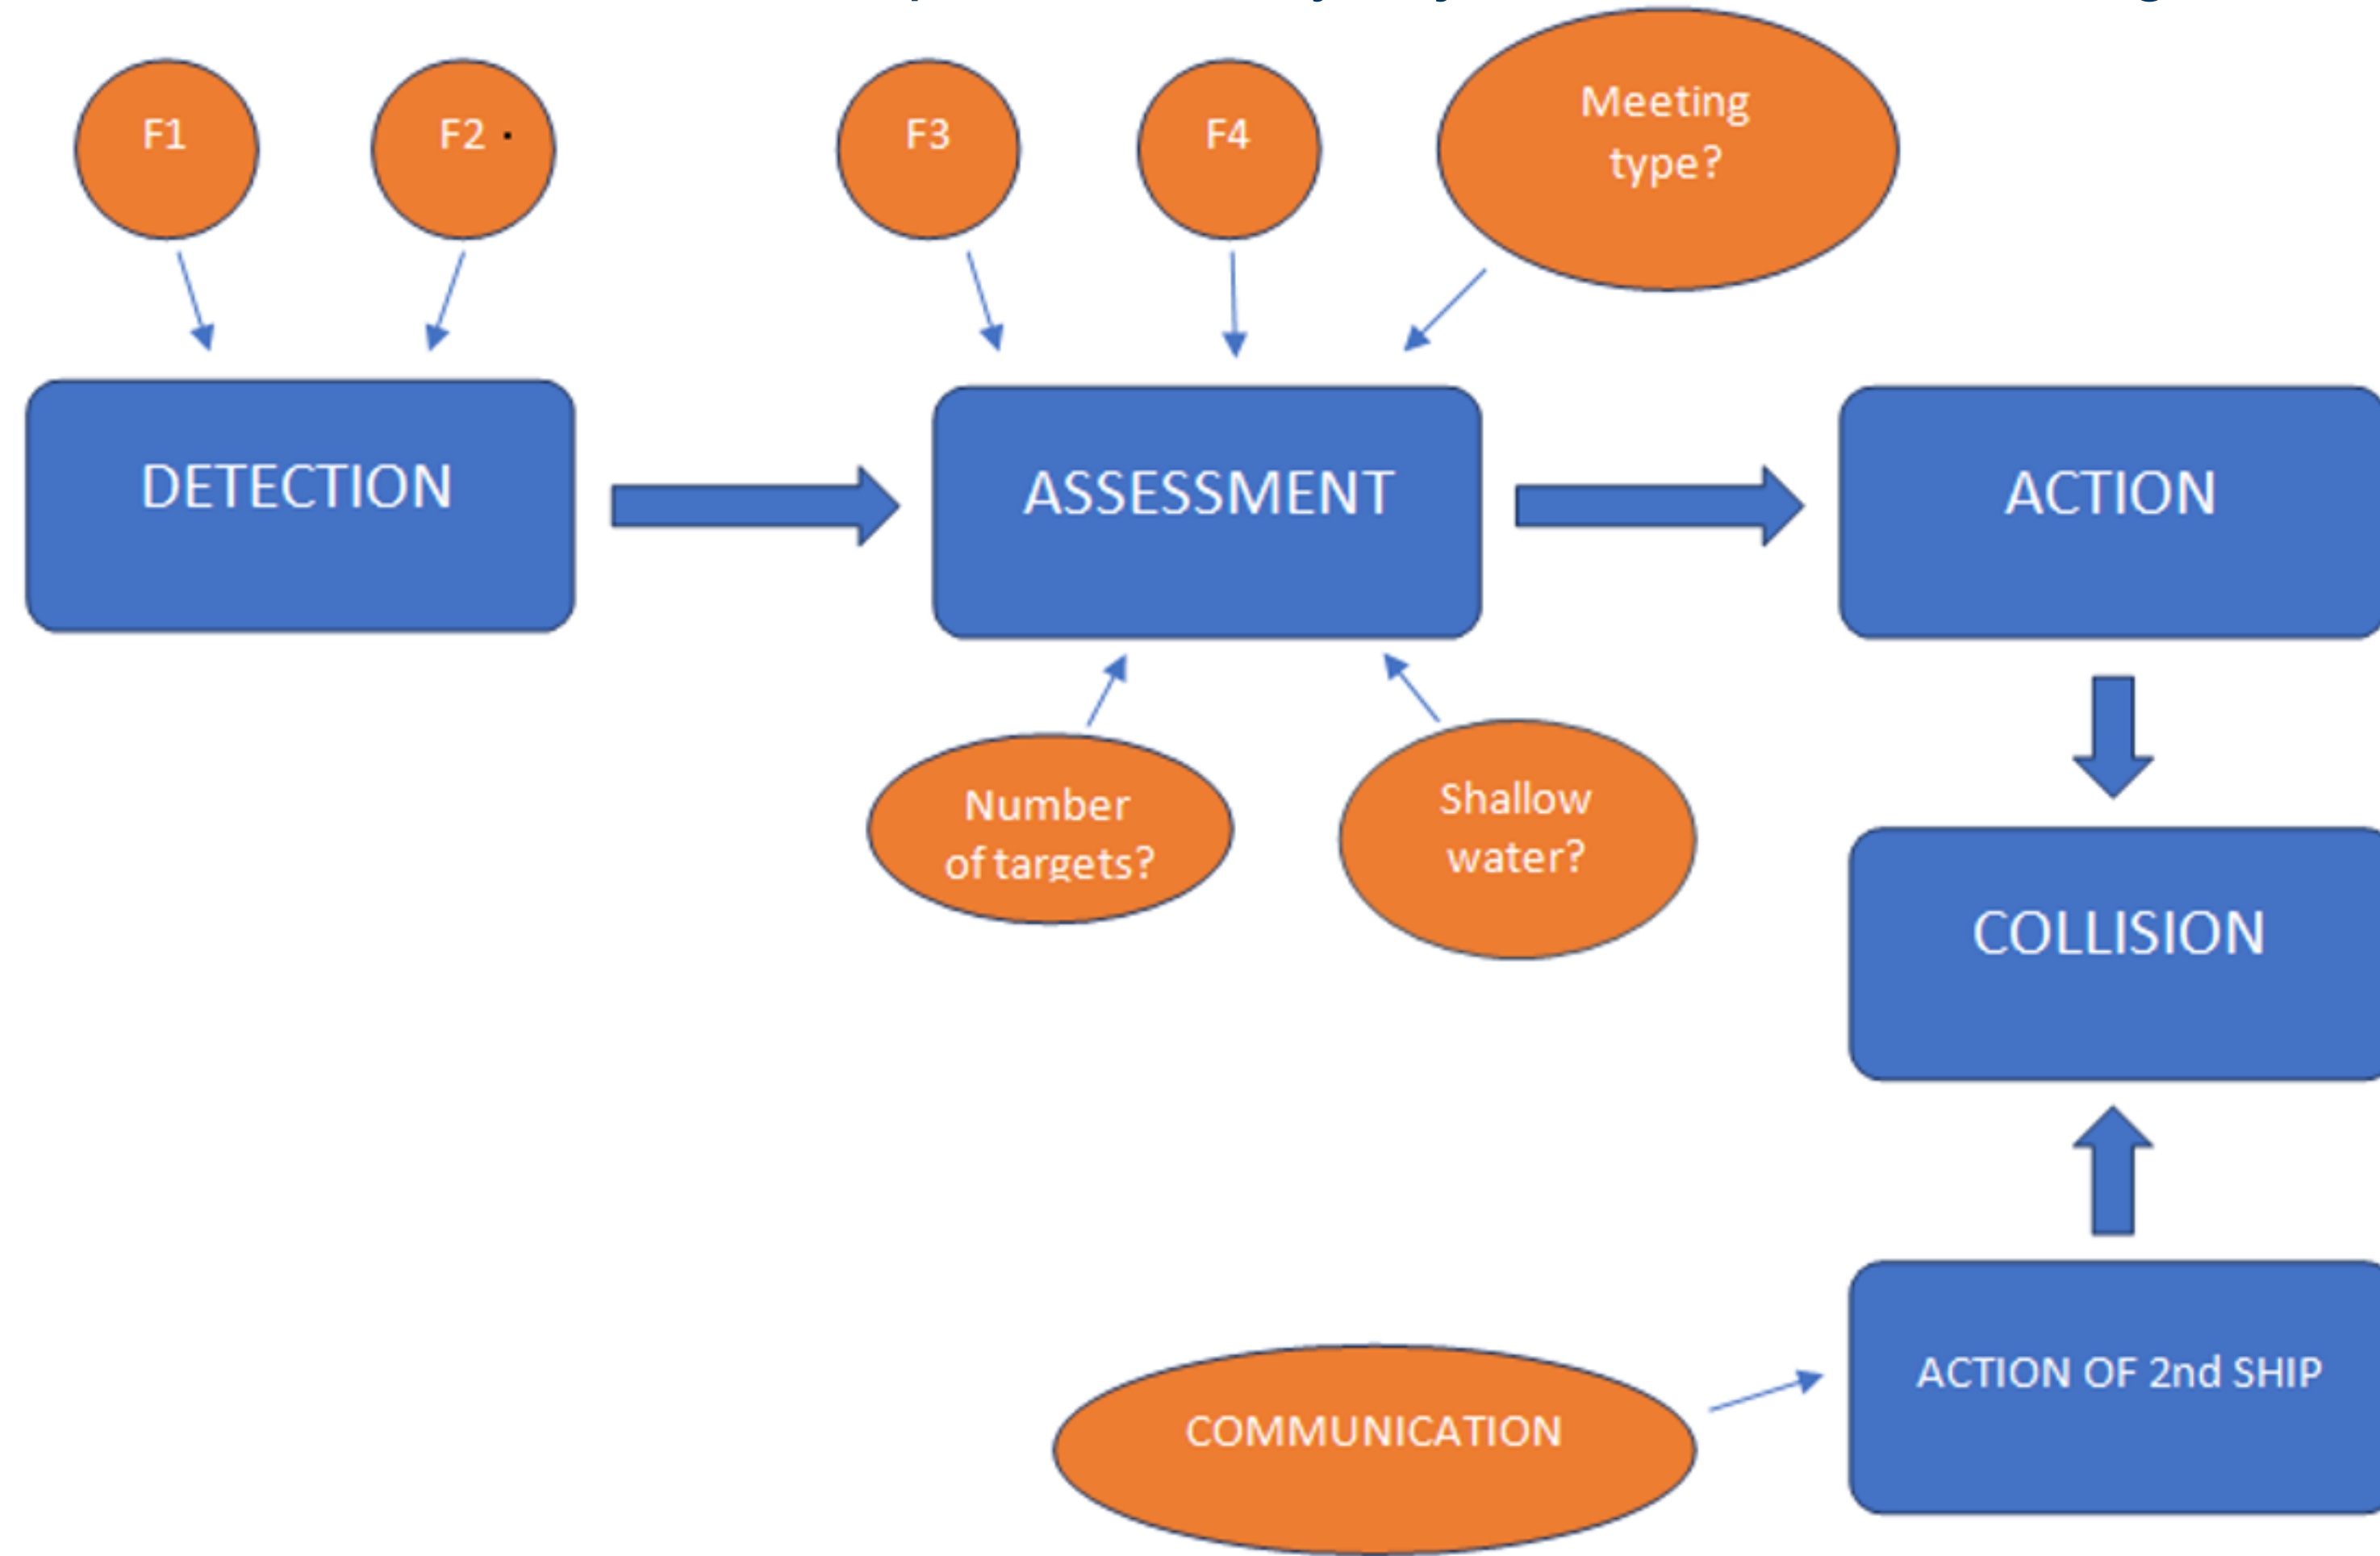 F1
F2
F3
F4
Meeting
type?
DETECTION
ASSESSMENT
ACTION
Number
of targets?
Shallow
water?
COLLISION
COMMUNICATION
ACTION OF 2nd SHIP